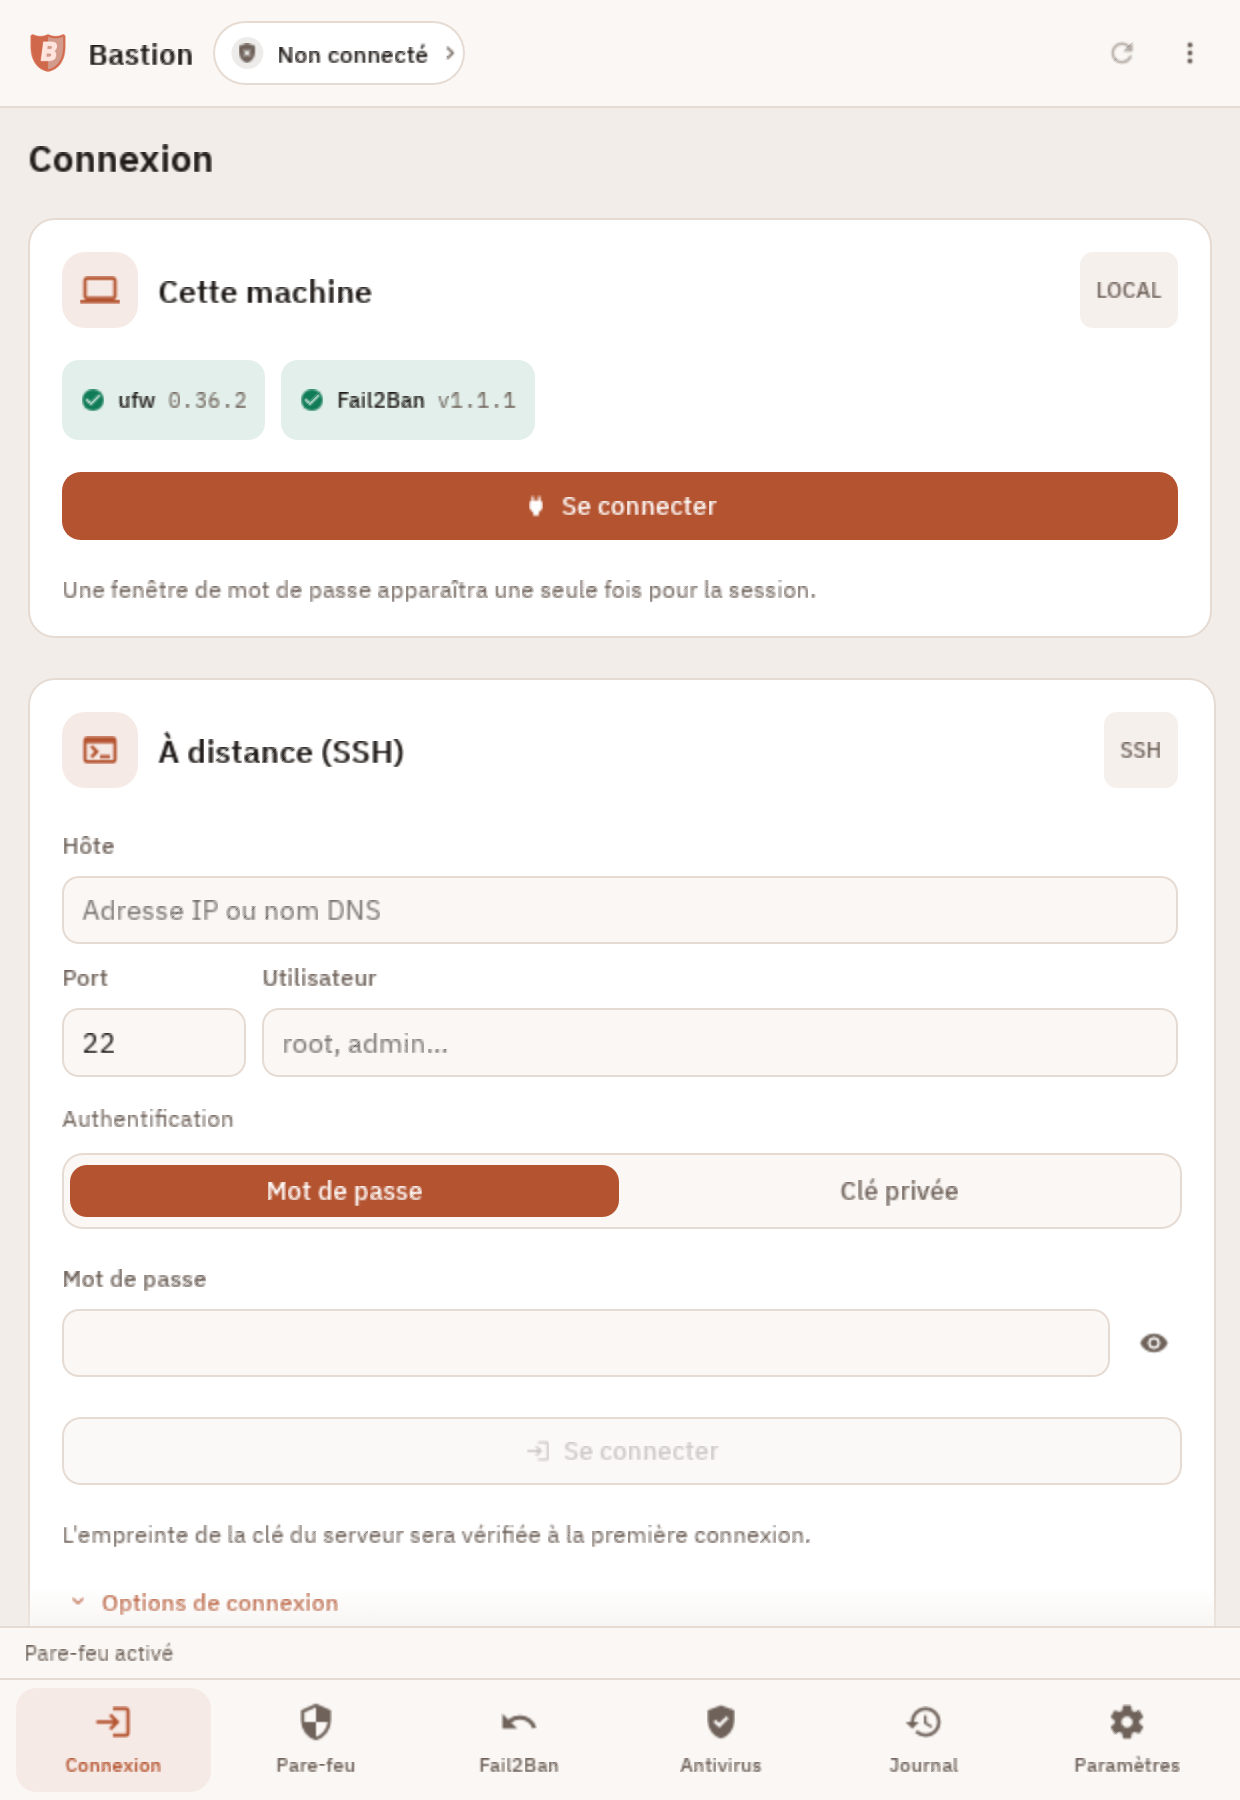 B Bastion Non connecté
Connexion
Cette machine LOCAL
ufw 0.36.2 Fail2Ban v1.1.1
Se connecter
Une fenêtre de mot de passe apparaîtra une seule fois pour la session.
À distance (SSH) SSH
Hôte
Adresse IP ou nom DNS
Port Utilisateur
22 root, admin...
Authentification
Mot de passe Clé privée
Mot de passe
Se connecter
L'empreinte de la clé du serveur sera vérifiée à la première connexion.
Options de connexion
Pare-feu activé
Connexion Pare-feu Fail2Ban Antivirus Journal Paramètres